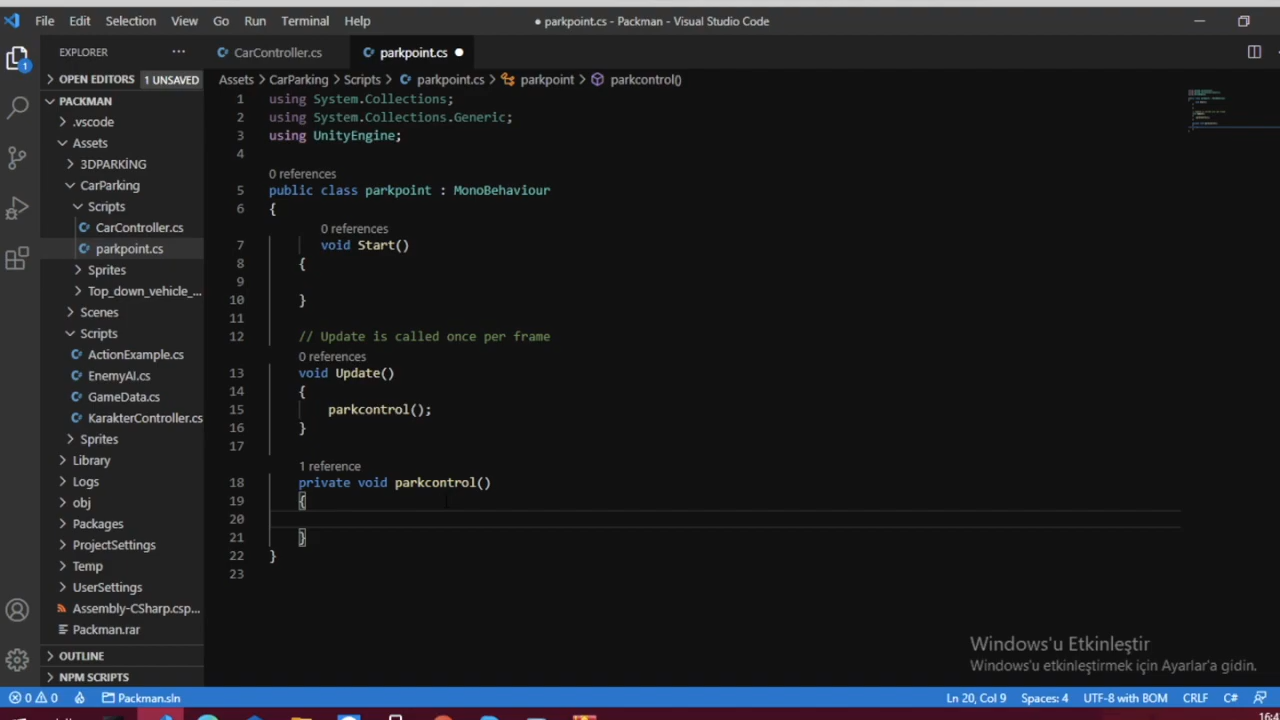 File Edit Selection View Go Run Terminal Help
● parkpoint.cs - Packman - Visual Studio Code
EXPLORER
CarController.cs
parkpoint.cs
OPEN EDITORS 1 UNSAVED
Assets > CarParking > Scripts > parkpoint.cs > parkpoint > parkcontrol()
PACKMAN
.vscode
Assets
3DPARKİNG
CarParking
Scripts
CarController.cs
parkpoint.cs
Sprites
Top_down_vehicle_...
Scenes
Scripts
ActionExample.cs
EnemyAI.cs
GameData.cs
KarakterController.cs
Sprites
Library
Logs
obj
Packages
ProjectSettings
Temp
UserSettings
Assembly-CSharp.csp...
Packman.rar
OUTLINE
NPM SCRIPTS
1 using System.Collections;
2 using System.Collections.Generic;
3 using UnityEngine;
4
0 references
5 public class parkpoint : MonoBehaviour
6 {
0 references
7 void Start()
8 {
9
10 }
11
12 // Update is called once per frame
0 references
13 void Update()
14 {
15 parkcontrol();
16 }
17
1 reference
18 private void parkcontrol()
19 {
20
21 }
22 }
23
Windows'u Etkinleştir
Windows'u etkinleştirmek için Ayarlar'a gidin.
0 0 Packman.sln
Ln 20, Col 9 Spaces: 4 UTF-8 with BOM CRLF C#
1